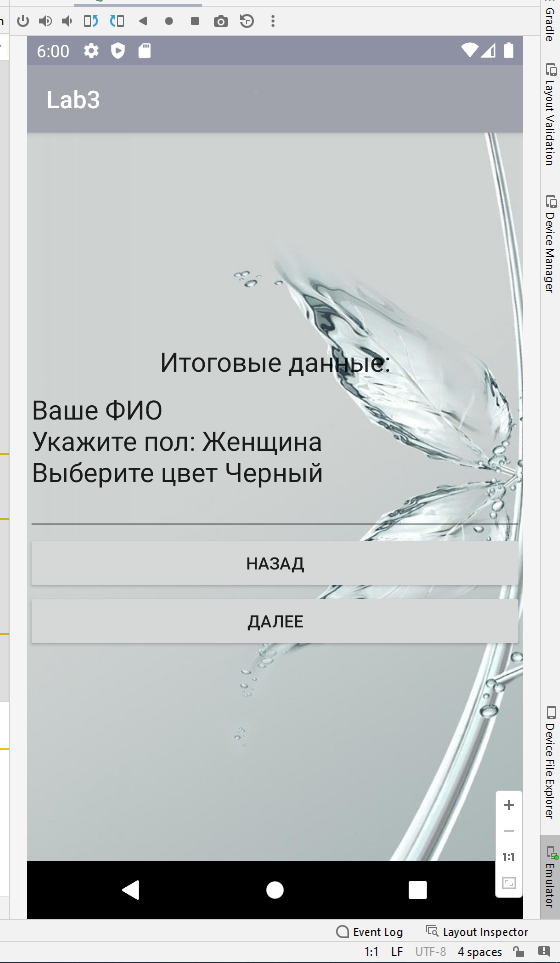 Gradle
Layout Validation
Device Manager
6:00
Lab3
Итоговые данные:
Ваше ФИО
Укажите пол: Женщина
Выберите цвет Черный
НАЗАД
ДАЛЕЕ
1:1
Device File Explorer
Emulator
Event Log Layout Inspector
1:1 LF UTF-8 4 spaces